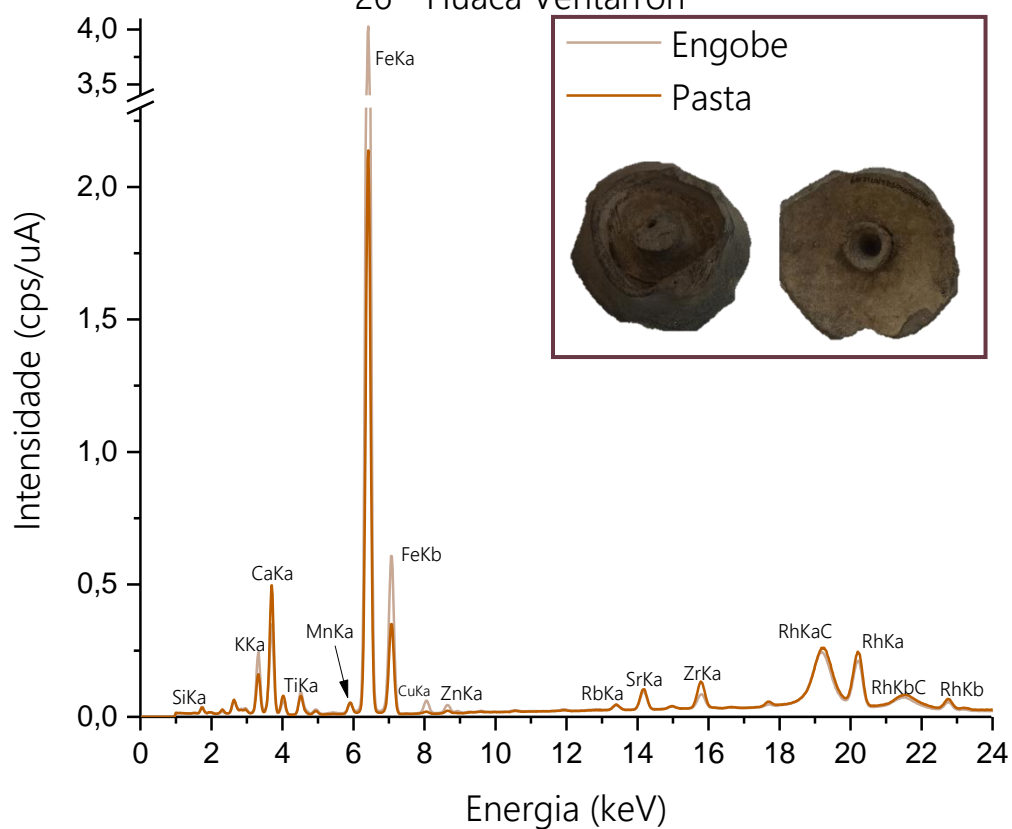 26 - Huaca Ventarrón
Engobe
Pasta
4,0
3,5
2,0
1,5
1,0
0,5
0,0
Intensidade (cps/uA)
FeKa
FeKb
CaKa
KKa
SiKa
TiKa
MnKa
CuKa
ZnKa
RbKa
SrKa
ZrKa
RhKaC
RhKa
RhKbC
RhKb
0 2 4 6 8 10 12 14 16 18 20 22 24
Energia (keV)